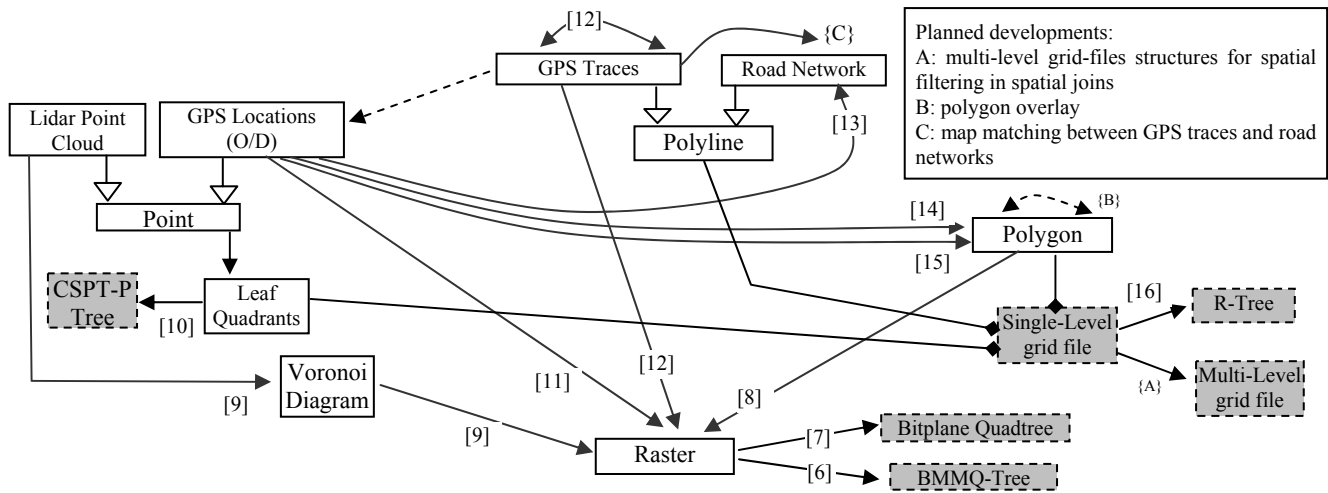 [12]
{C}
GPS Traces
Road Network
Planned developments:
A: multi-level grid-files structures for spatial
filtering in spatial joins
B: polygon overlay
C: map matching between GPS traces and road
networks
Lidar Point
Cloud
GPS Locations
(O/D)
Polyline
[13]
Point
[14]
{B}
Polygon
[15]
CSPT-P
Tree
[10]
Leaf
Quadrants
[16]
R-Tree
Single-Level
grid file
{A}
Multi-Level
grid file
Voronoi
Diagram
[9]
[11]
[12]
[8]
[9]
Raster
[7]
Bitplane Quadtree
[6]
BMMQ-Tree